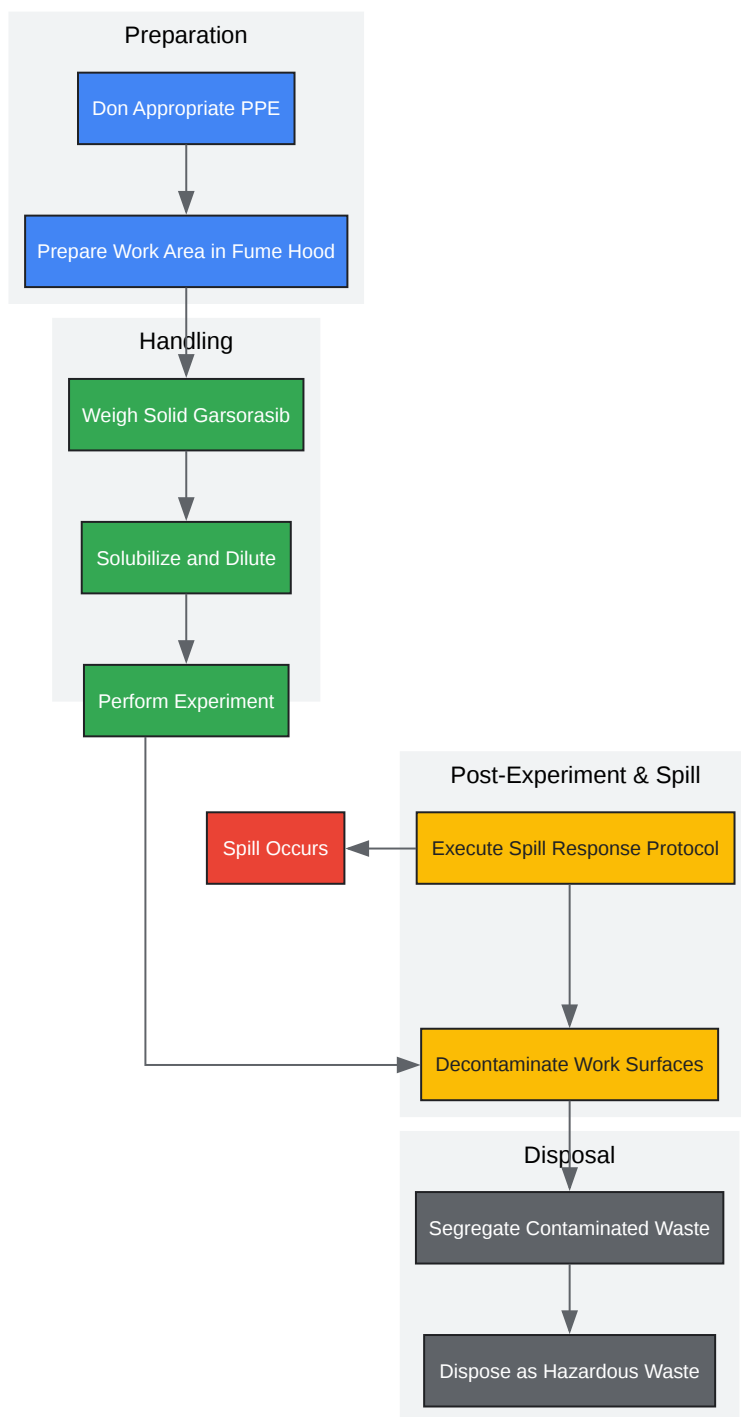 Preparation
Don Appropriate PPE
Prepare Work Area in Fume Hood
Handling
Weigh Solid Garsorasib
Solubilize and Dilute
Perform Experiment
Post-Experiment & Spill
Spill Occurs
Execute Spill Response Protocol
Decontaminate Work Surfaces
Disposal
Segregate Contaminated Waste
Dispose as Hazardous Waste